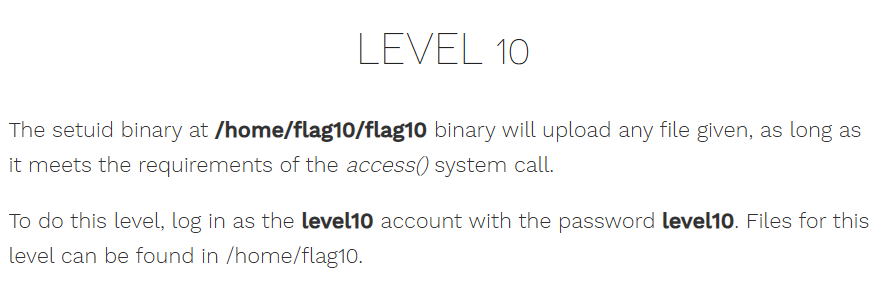 LEVEL 10
The setuid binary at /home/flag10/flag10 binary will upload any file given, as long as
it meets the requirements of the access() system call.
To do this level, log in as the level10 account with the password level10. Files for this
level can be found in /home/flag10.